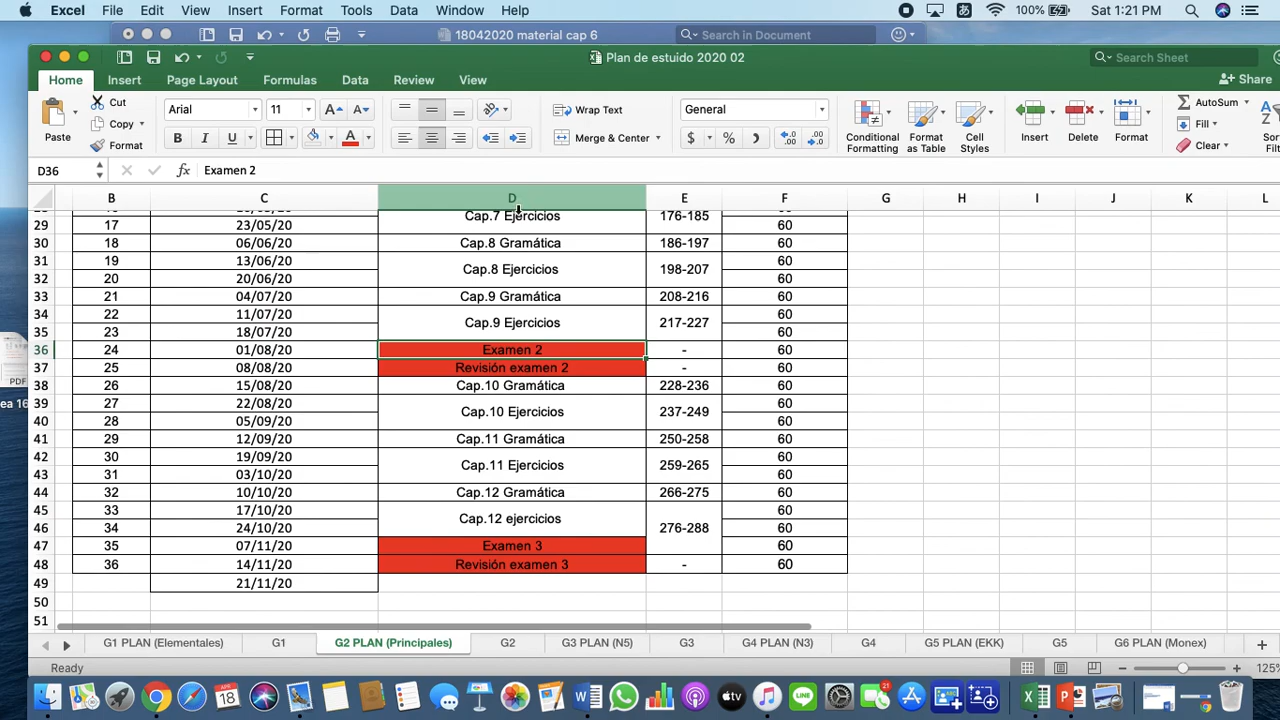 Excel File Edit View Insert Format Tools Data Window Help 100% Sat 1:21 PM
18042020 material cap 6 Search in Document
Plan de estuido 2020 02 Search Sheet
Home Insert Page Layout Formulas Data Review View Share
Paste Cut Copy Format Arial 11 Wrap Text Merge & Center General Conditional Formatting Format as Table Cell Styles Insert Delete Format AutoSum Fill Clear
D36 fx Examen 2
B C D E F G H I J K L
Cap.7 Ejercicios 176-185
29 17 23/05/20 60
30 18 06/06/20 Cap.8 Gramática 186-197 60
31 19 13/06/20 Cap.8 Ejercicios 198-207 60
32 20 20/06/20 60
33 21 04/07/20 Cap.9 Gramática 208-216 60
34 22 11/07/20 Cap.9 Ejercicios 217-227 60
35 23 18/07/20 60
36 24 01/08/20 Examen 2 - 60
37 25 08/08/20 Revisión examen 2 - 60
38 26 15/08/20 Cap.10 Gramática 228-236 60
39 27 22/08/20 Cap.10 Ejercicios 237-249 60
40 28 05/09/20 60
41 29 12/09/20 Cap.11 Gramática 250-258 60
42 30 19/09/20 Cap.11 Ejercicios 259-265 60
43 31 03/10/20 60
44 32 10/10/20 Cap.12 Gramática 266-275 60
45 33 17/10/20 Cap.12 ejercicios 276-288 60
46 34 24/10/20 60
47 35 07/11/20 Examen 3 60
48 36 14/11/20 Revisión examen 3 - 60
49 21/11/20
50
51
PDF
ea 16
G1 PLAN (Elementales) G1 G2 PLAN (Principales) G2 G3 PLAN (N5) G3 G4 PLAN (N3) G4 G5 PLAN (EKK) G5 G6 PLAN (Monex)
Ready 125%
APR 18 tv LINE 21